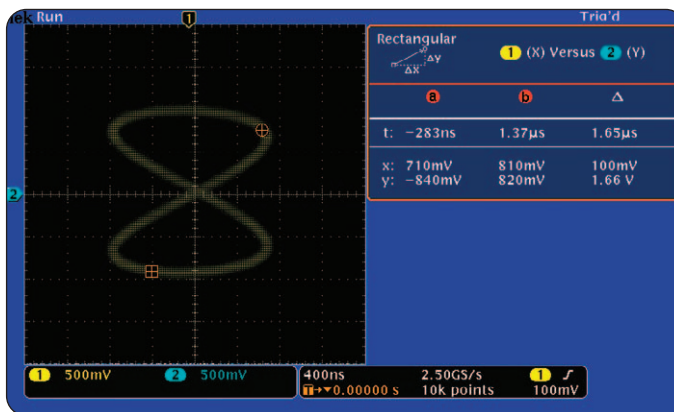 ek Run Trig'd
1
Rectangular
1 (X) Versus 2 (Y)
Δy
Δx
a b Δ
t: -283ns 1.37µs 1.65µs
x: 710mV 810mV 100mV
y: -840mV 820mV 1.66 V
2
1 500mV 2 500mV
400ns 2.50GS/s 1
T→▼0.00000 s 10k points 100mV